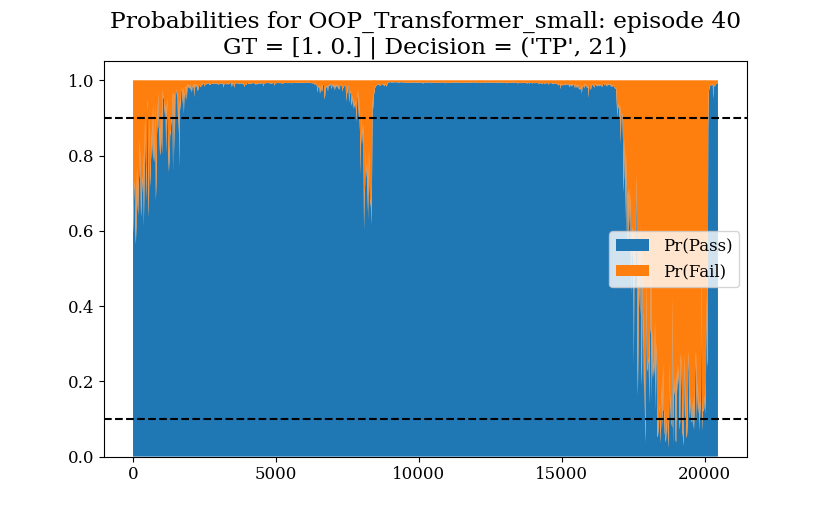 Probabilities for OOP_Transformer_small: episode 40
GT = [1. 0.] | Decision = ('TP', 21)
1.0
0.8
0.6
0.4
0.2
0.0
Pr(Pass)
Pr(Fail)
0
5000
10000
15000
20000